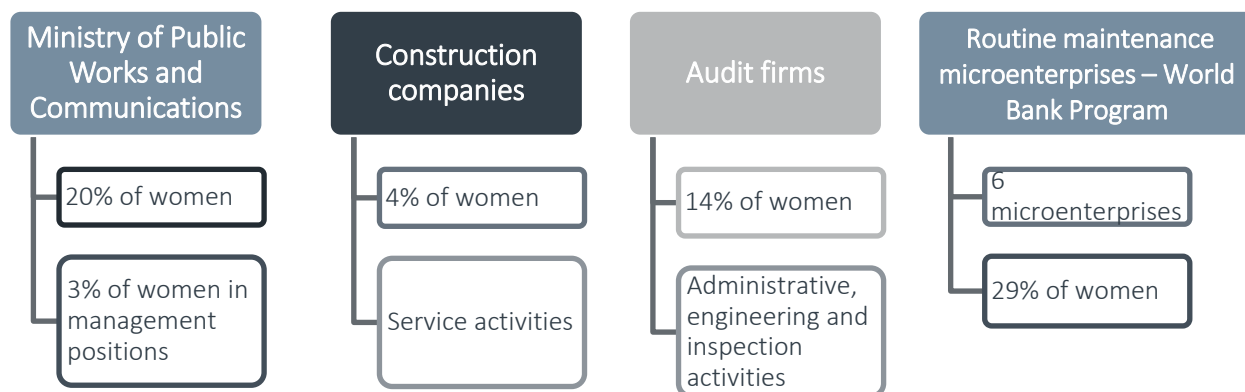 Ministry of Public
Works and
Communications
20% of women
3% of women in
management
positions
Construction
companies
4% of women
Service activities
Audit firms
14% of women
Administrative,
engineering and
inspection
activities
Routine maintenance
microenterprises – World
Bank Program
6
microenterprises
29% of women